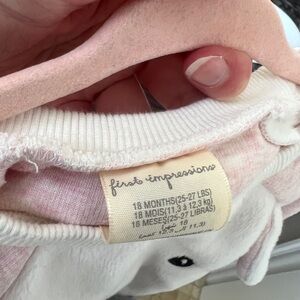 first impressions
18 MONTHS(25-27 LBS)
18 MOIS(11,3 à 12,3 kg)
18 MESES(25-27 LIBRAS)
18